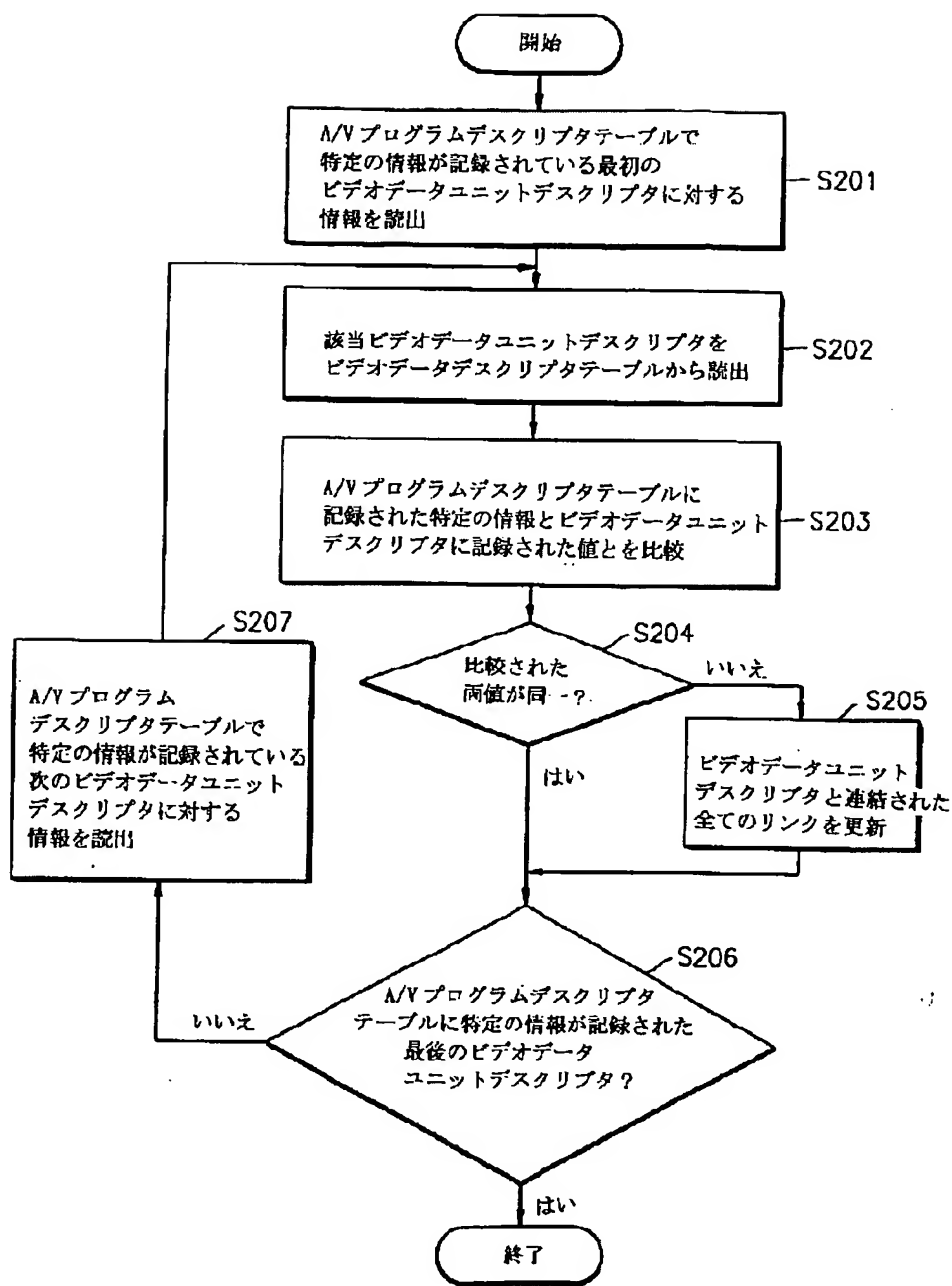 開始
A/Vプログラムデスクリプタテーブルで
特定の情報が記録されている最初の
ビデオデータユニットデスクリプタに対する
情報を読出
S201
該当ビデオデータユニットデスクリプタを
ビデオデータデスクリプタテーブルから読出
S202
A/Vプログラムデスクリプタテーブルに
記録された特定の情報とビデオデータユニット
デスクリプタに記録された値とを比較
S203
S204
比較された
両値が同一?
いいえ
はい
S205
ビデオデータユニット
デスクリプタと連結された
全てのリンクを更新
S207
A/Vプログラム
デスクリプタテーブルで
特定の情報が記録されている
次のビデオデータユニット
デスクリプタに対する
情報を読出
S206
A/Vプログラムデスクリプタ
テーブルに特定の情報が記録された
最後のビデオデータ
ユニットデスクリプタ?
いいえ
はい
終了